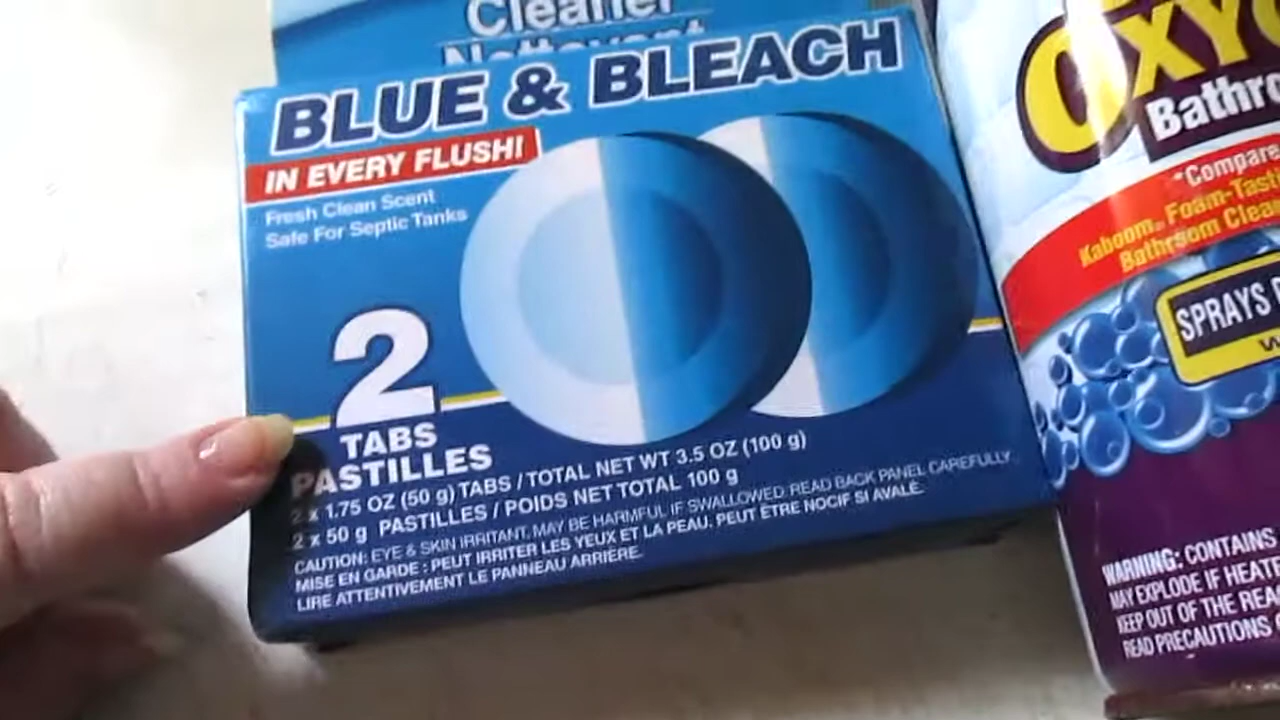 Cleaner
Nettoyant
BLUE & BLEACH
IN EVERY FLUSH!
Fresh Clean Scent
Safe For Septic Tanks
2
TABS
PASTILLES
2 x 1.75 OZ (50 g) TABS / TOTAL NET WT 3.5 OZ (100 g)
2 x 50 g PASTILLES / POIDS NET TOTAL 100 g
CAUTION: EYE & SKIN IRRITANT. MAY BE HARMFUL IF SWALLOWED. READ BACK PANEL CAREFULLY.
MISE EN GARDE : PEUT IRRITER LES YEUX ET LA PEAU. PEUT ÊTRE NOCIF SI AVALÉ.
LIRE ATTENTIVEMENT LE PANNEAU ARRIÈRE.
OXY
Bathro
*Compare
Kaboom® Foam-Tasti
Bathroom Clean
SPRAYS
WARNING: CONTAINS
MAY EXPLODE IF HEATE
KEEP OUT OF THE REA
READ PRECAUTIONS